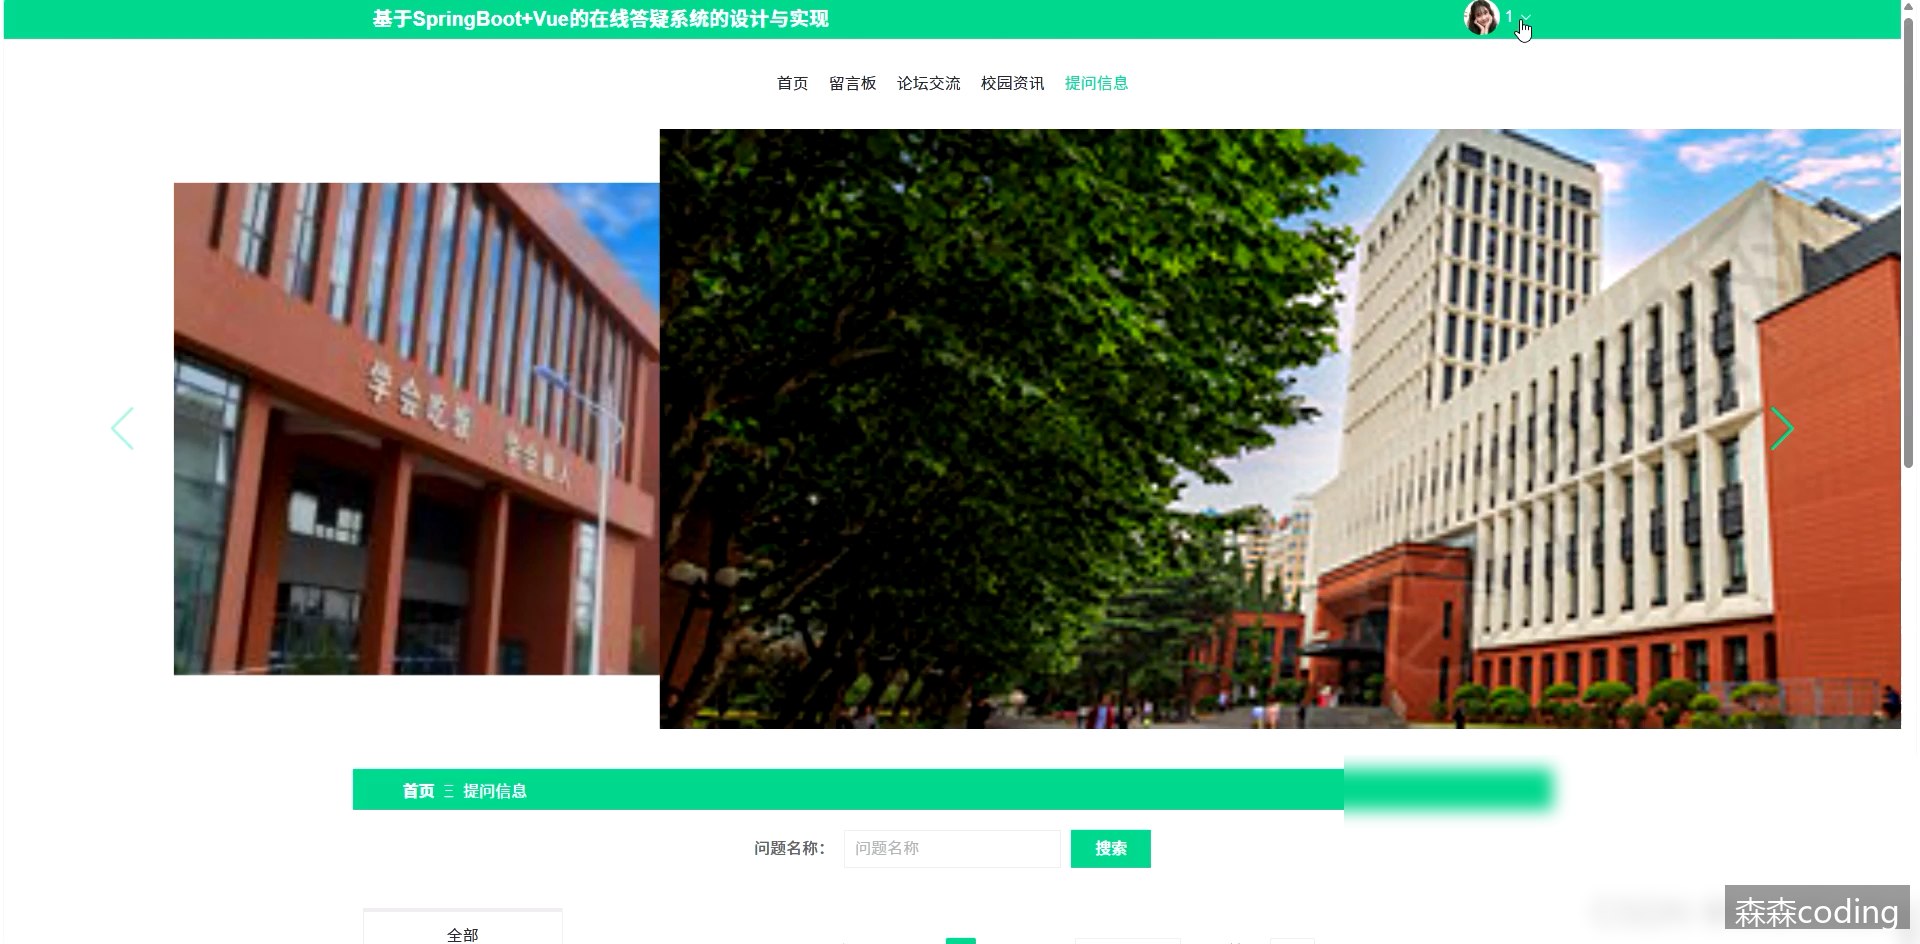 基于SpringBoot+Vue的在线答疑系统的设计与实现
1
首页 留言板 论坛交流 校园资讯 提问信息
学会
首页 提问信息
问题名称： 问题名称 搜索
全部
森森coding